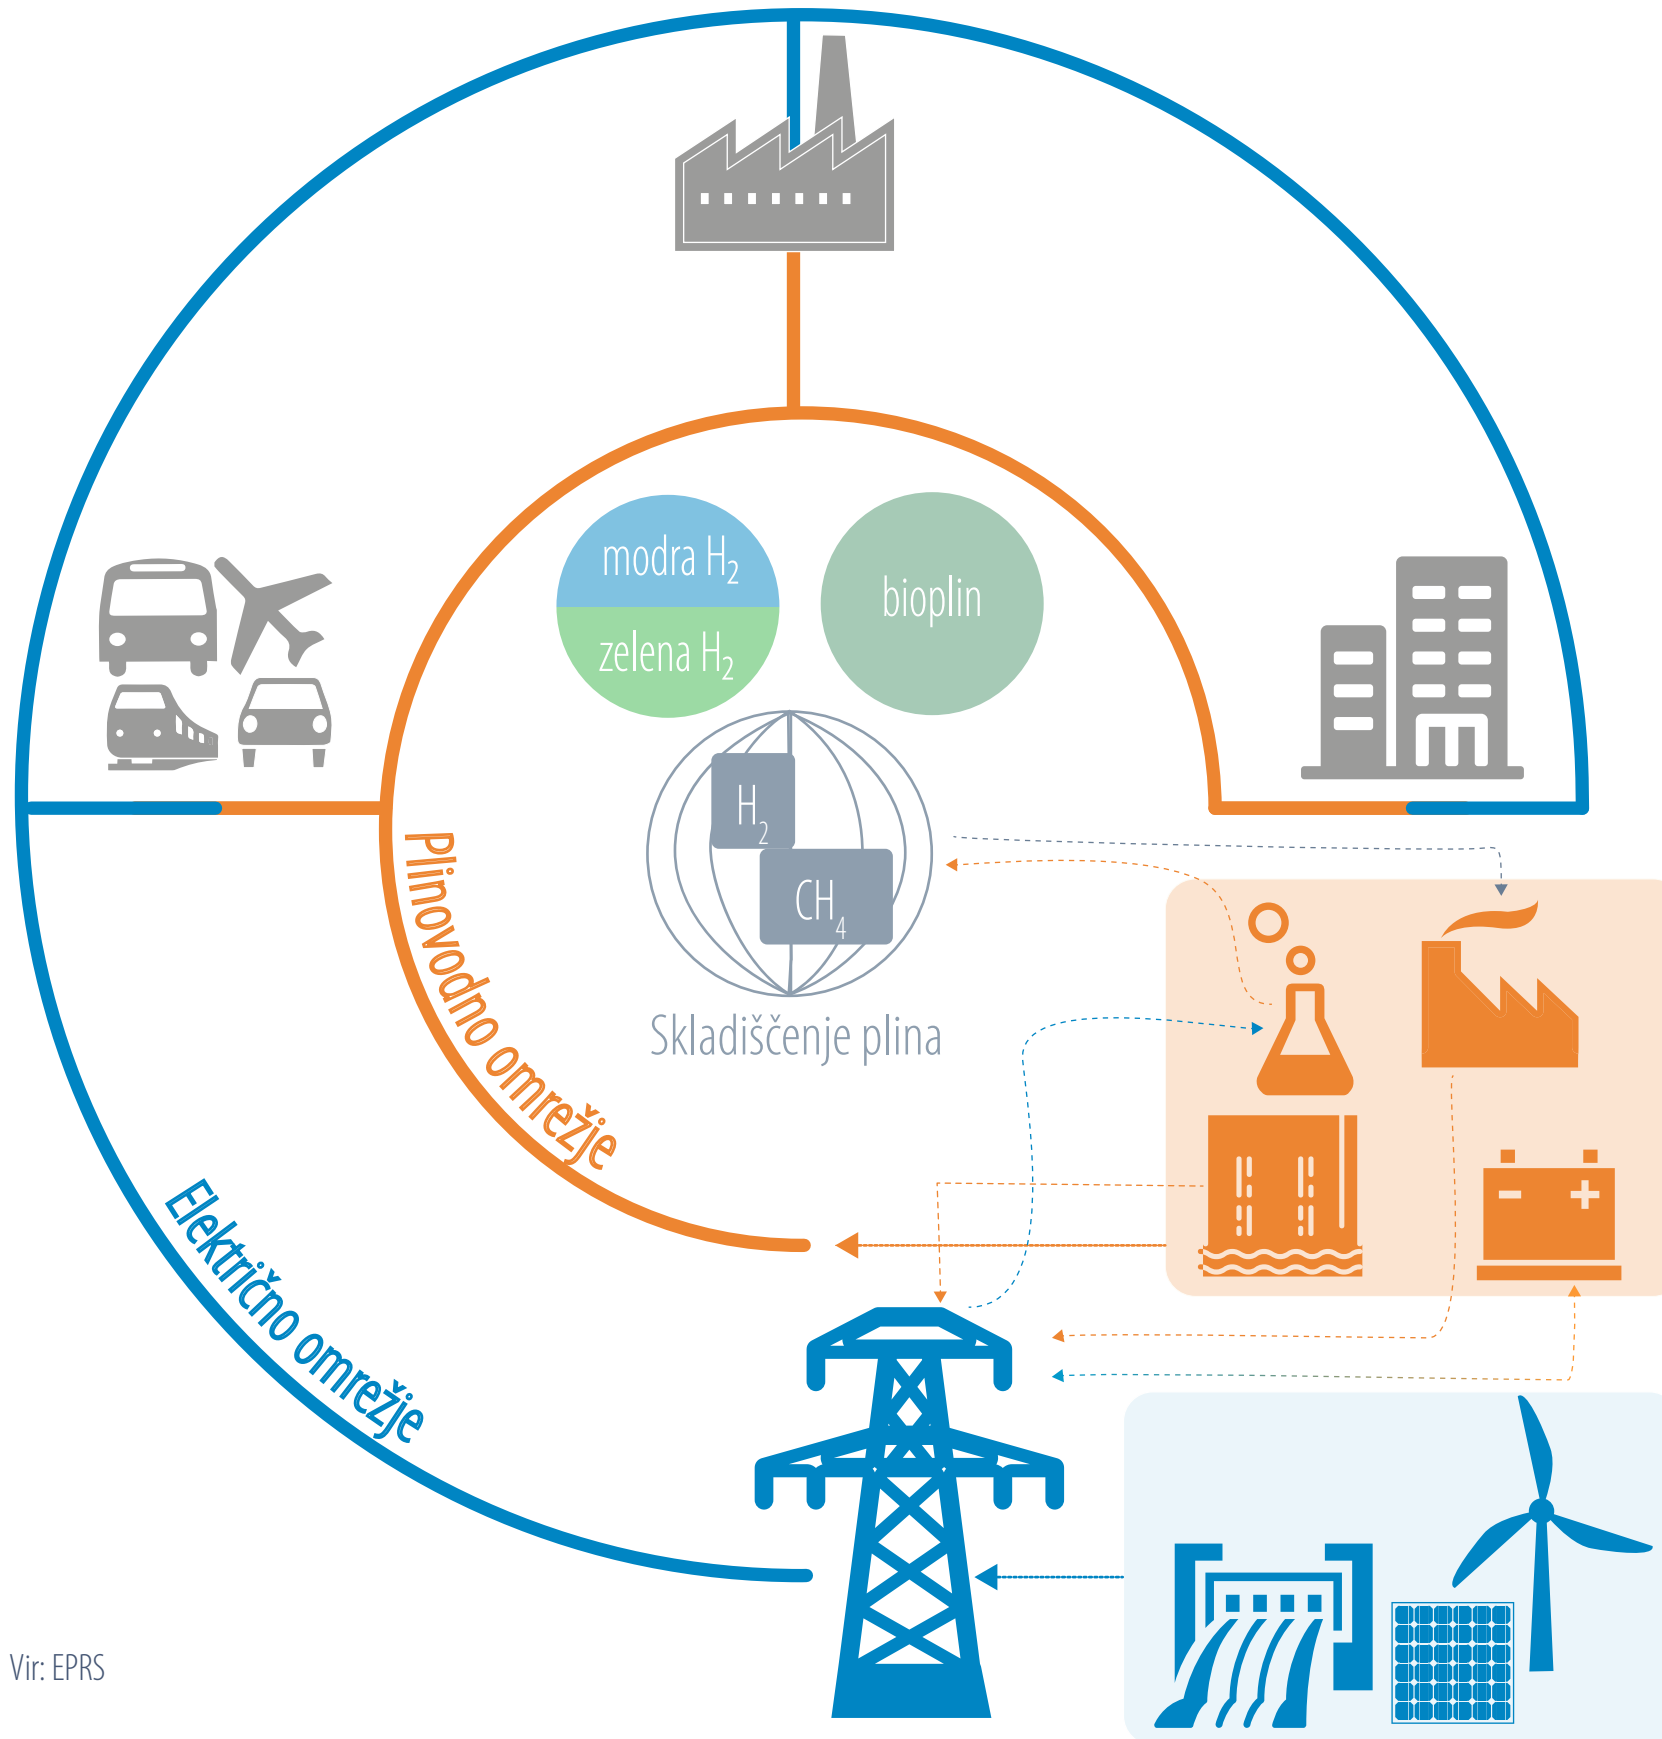 modra H₂
zelena H₂
bioplin
H₂
CH₄
Skladiščenje plina
Plinovodno omrežje
Električno omrežje
Vir: EPRS